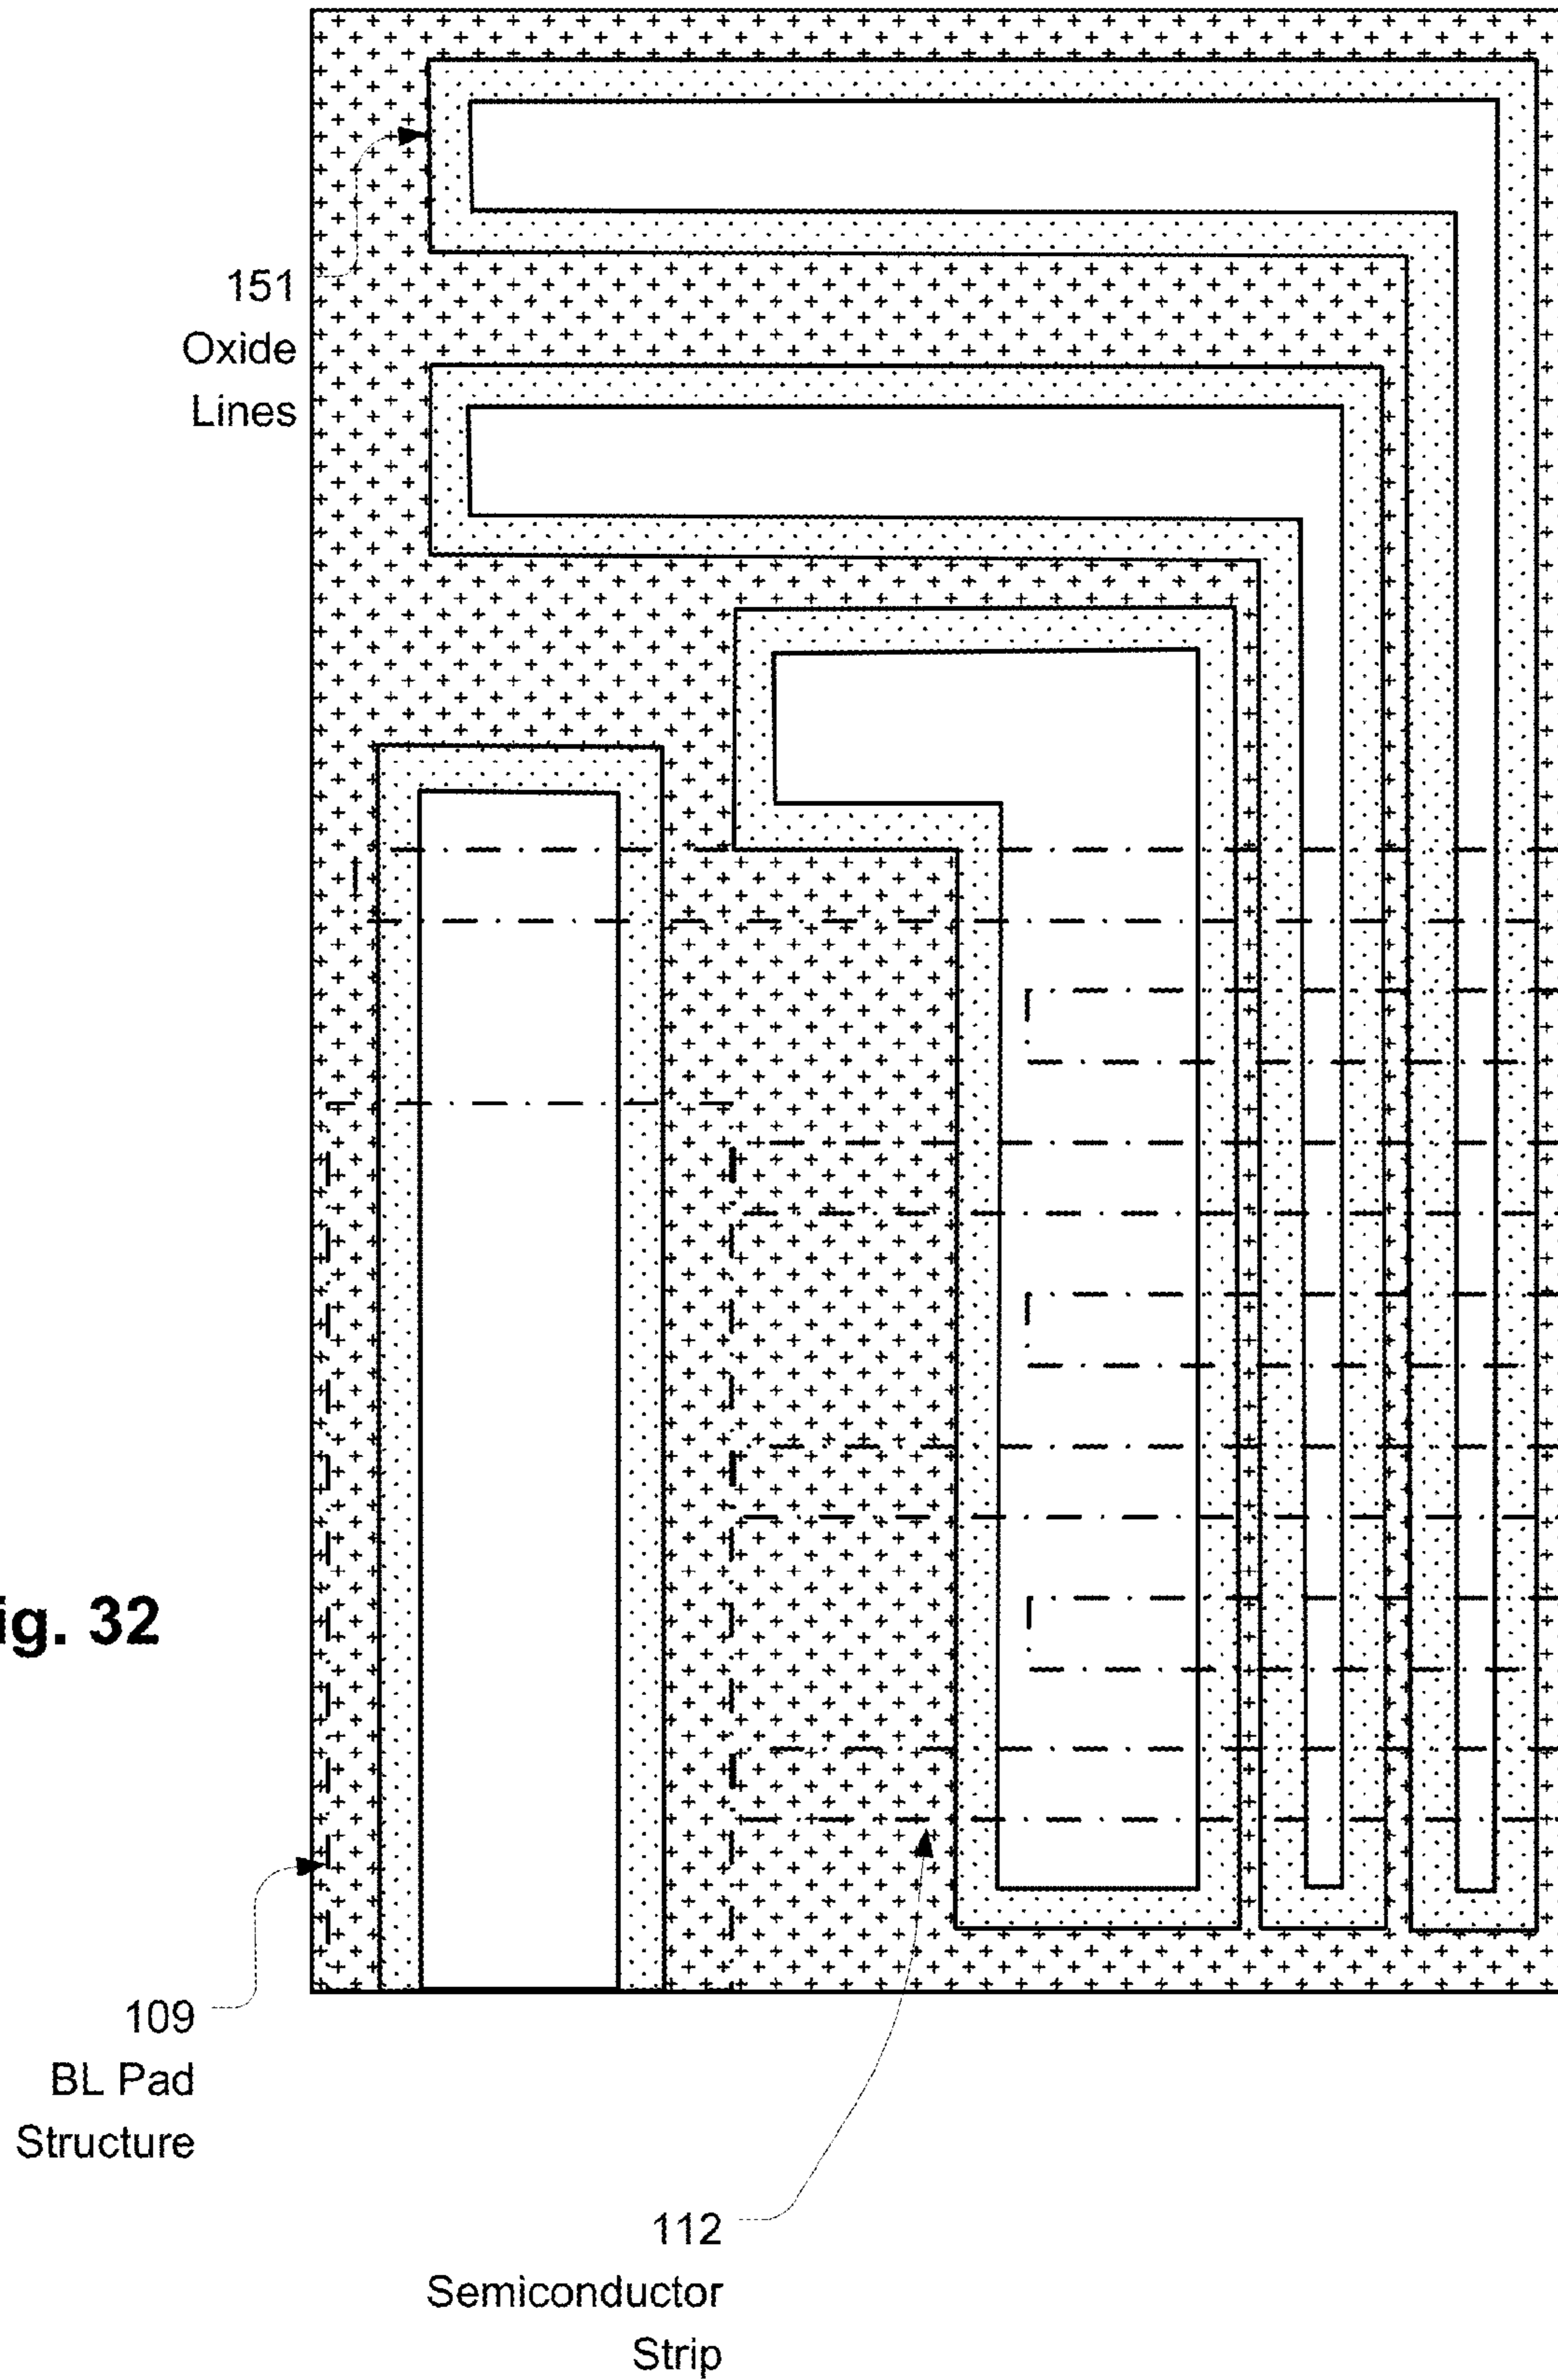 151
Oxide
Lines
ig. 32
109
BL Pad
Structure
112
Semiconductor
Strip